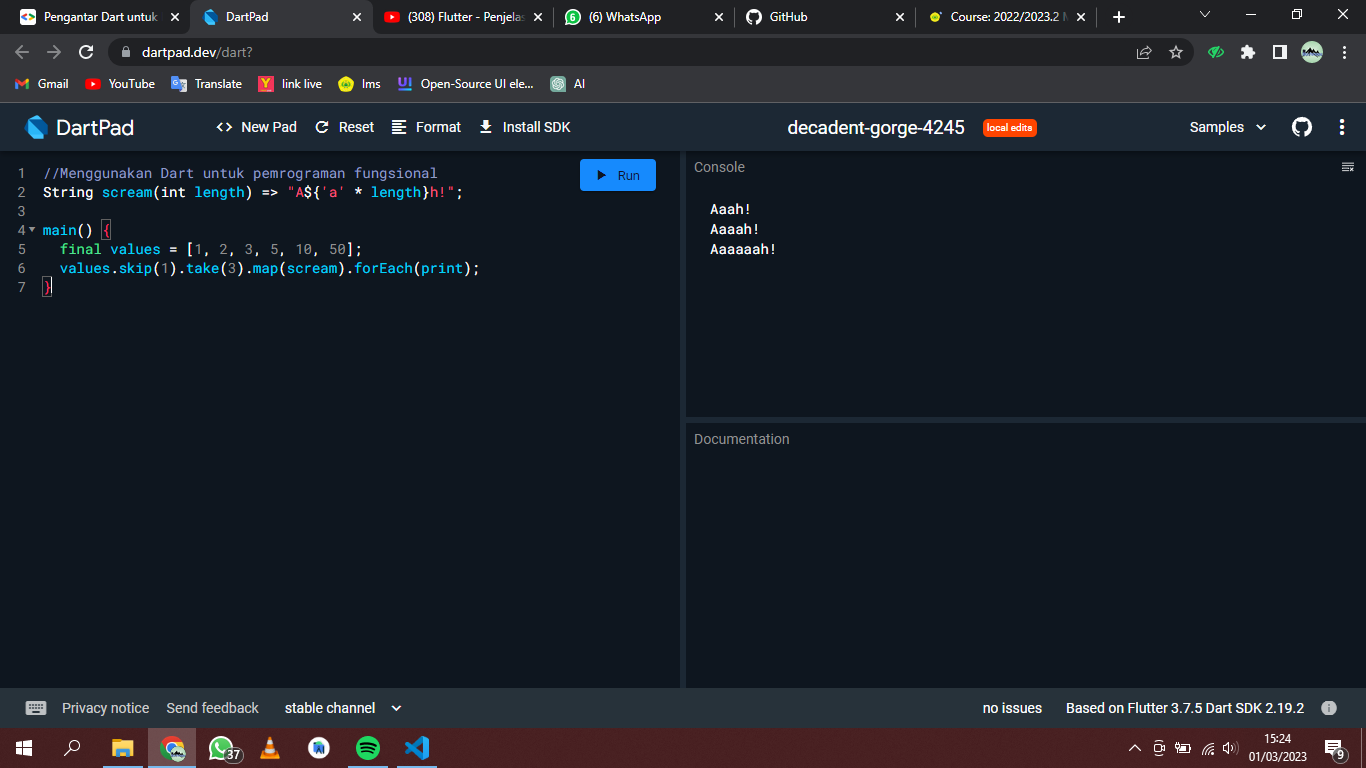 Pengantar Dart untuk
DartPad
(308) Flutter - Penjelas
(6) WhatsApp
GitHub
Course: 2022/2023.2
dartpad.dev/dart?
Gmail
YouTube
Translate
link live
lms
Open-Source UI ele...
AI
DartPad
<> New Pad
Reset
Format
Install SDK
decadent-gorge-4245
local edits
Samples
1 //Menggunakan Dart untuk pemrograman fungsional
2 String scream(int length) => "A${'a' * length}h!";
3
4 main() {
5 final values = [1, 2, 3, 5, 10, 50];
6 values.skip(1).take(3).map(scream).forEach(print);
7 }
Run
Console
Aaah!
Aaaah!
Aaaaaah!
Documentation
Privacy notice
Send feedback
stable channel
no issues
Based on Flutter 3.7.5 Dart SDK 2.19.2
37
15:24
01/03/2023
9